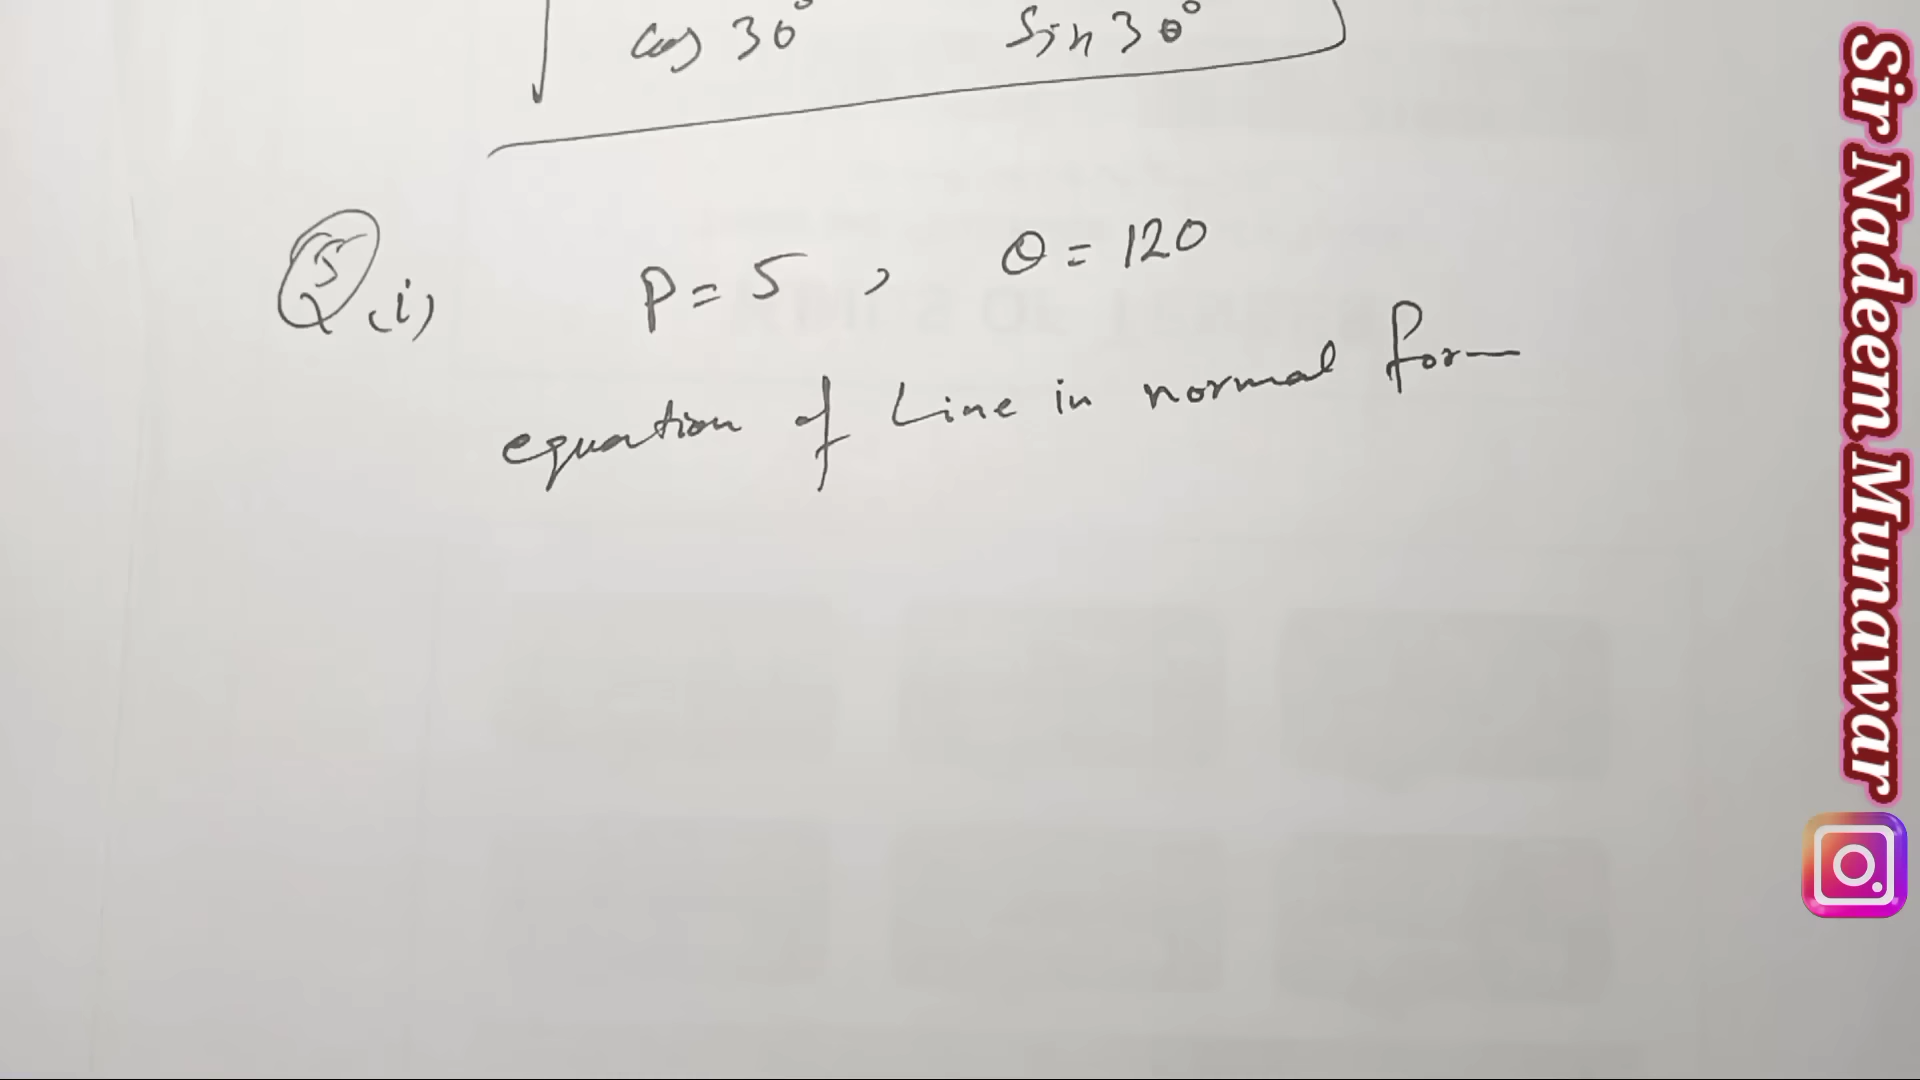 cos 30° Sin 30°
Q5 (i) P = 5 , θ = 120
equation of Line in normal form
Sir Nadeem Munawar